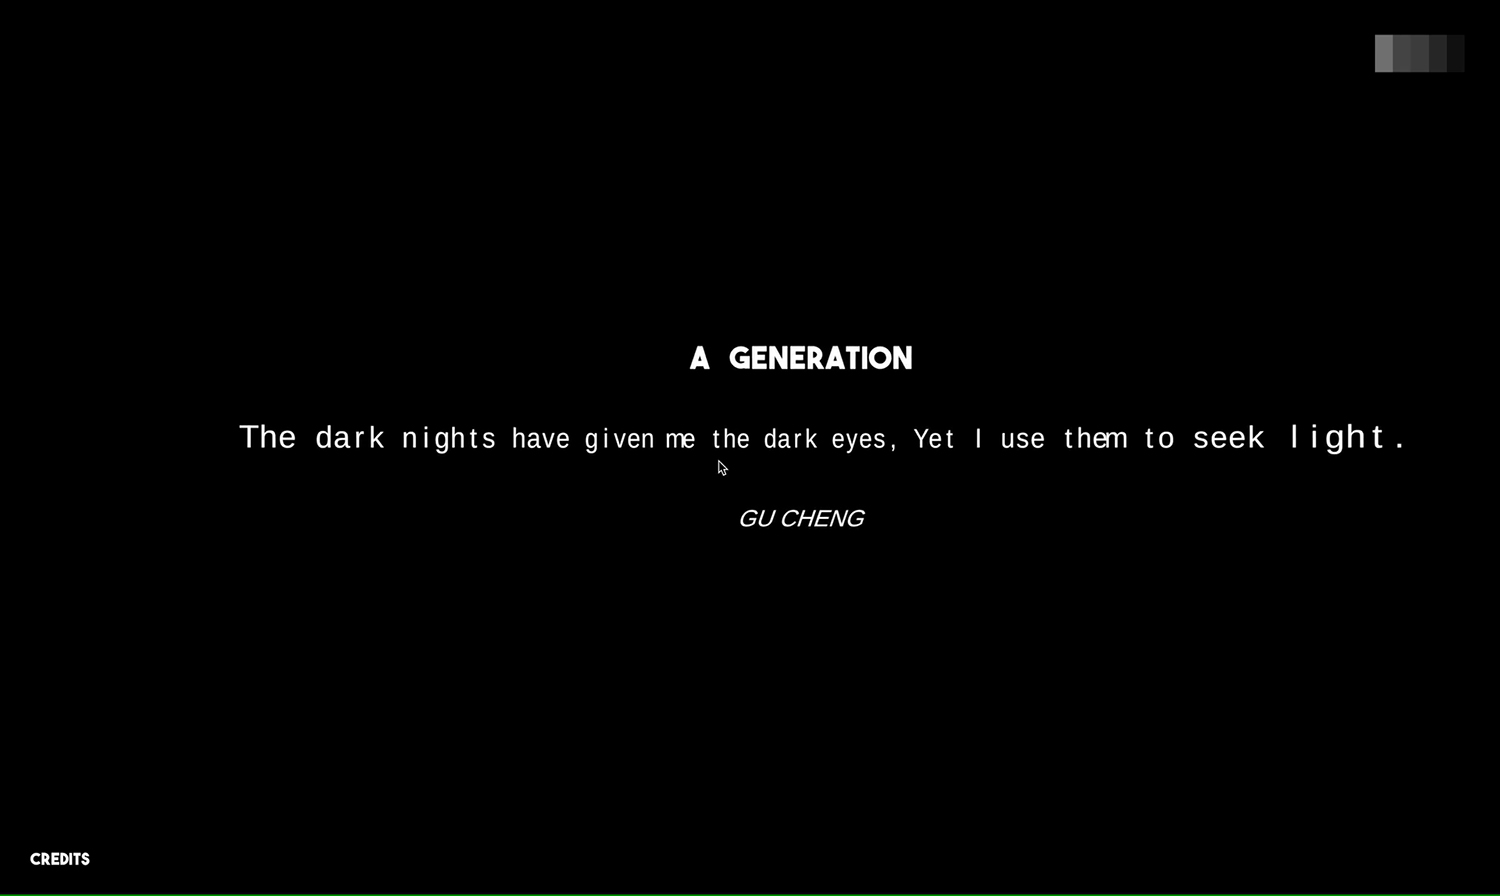 A GENERATION
The dark nights have given me the dark eyes, Yet I use them to seek light.
GU CHENG
CREDITS